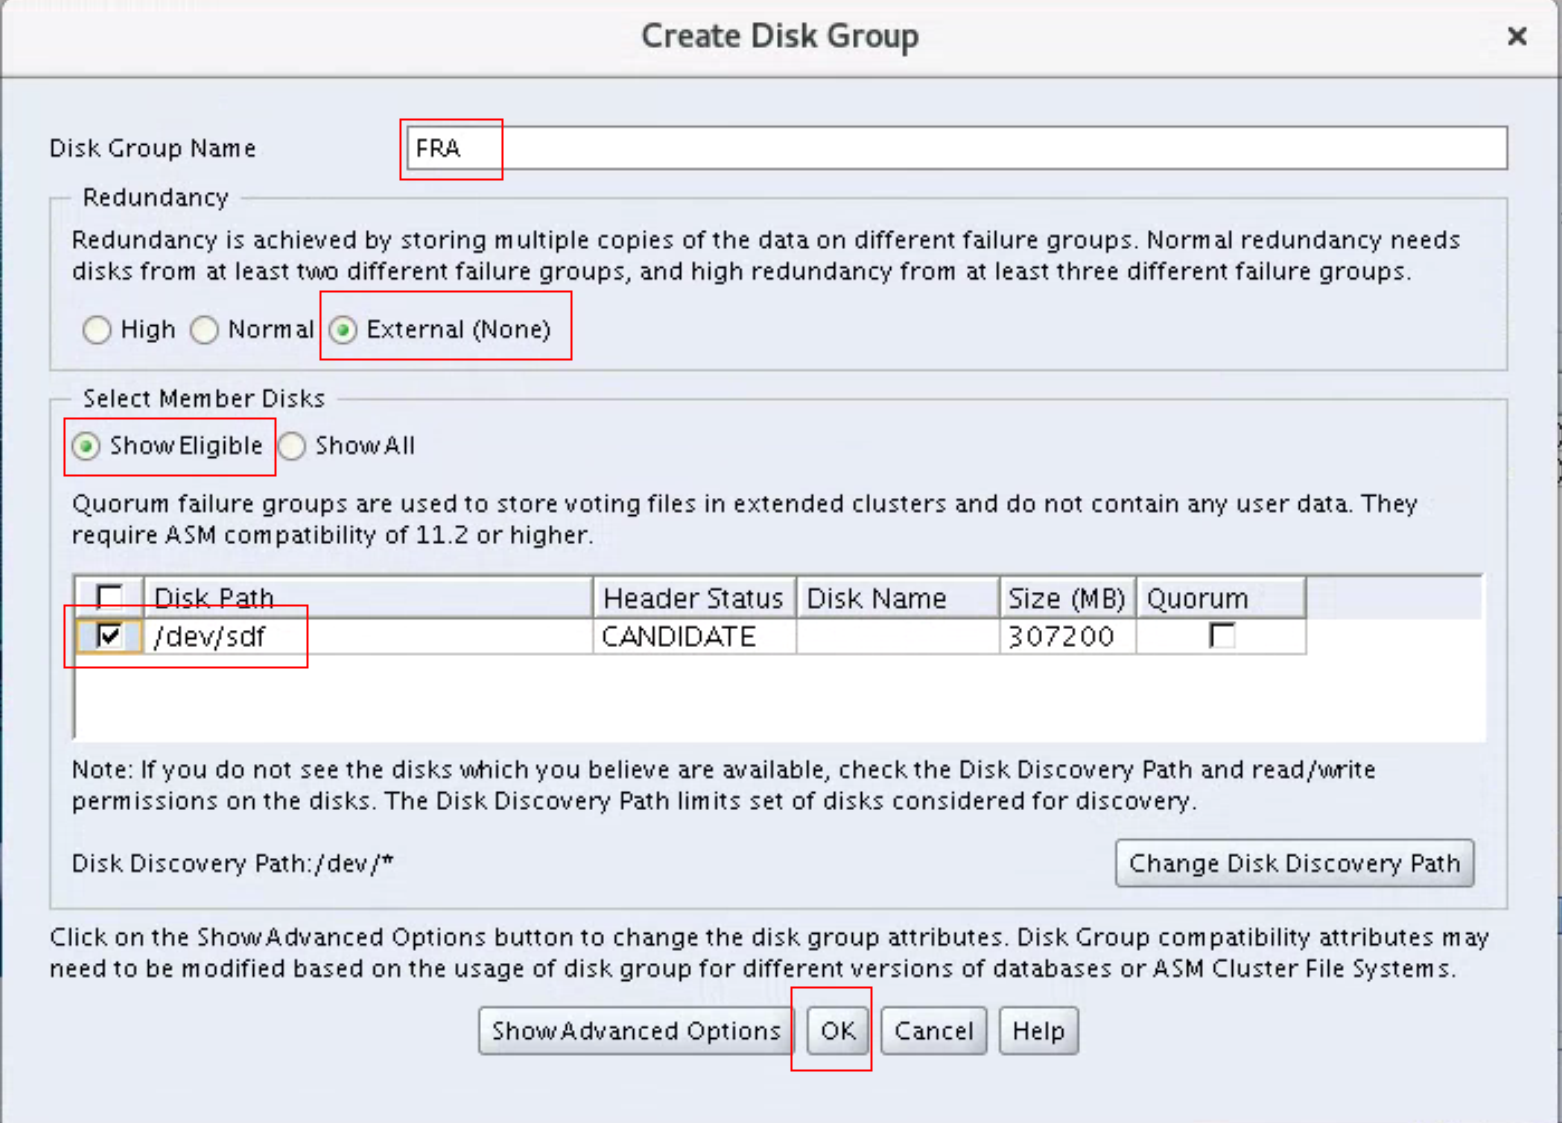 Create Disk Group
Disk Group Name
FRA
Redundancy
Redundancy is achieved by storing multiple copies of the data on different failure groups. Normal redundancy needs
disks from at least two different failure groups, and high redundancy from at least three different failure groups.
High Normal External (None)
Select Member Disks
Show Eligible Show All
Quorum failure groups are used to store voting files in extended clusters and do not contain any user data. They
require ASM compatibility of 11.2 or higher.
Disk Path Header Status Disk Name Size (MB) Quorum
/dev/sdf CANDIDATE 307200
Note: If you do not see the disks which you believe are available, check the Disk Discovery Path and read/write
permissions on the disks. The Disk Discovery Path limits set of disks considered for discovery.
Disk Discovery Path:/dev/*
Change Disk Discovery Path
Click on the Show Advanced Options button to change the disk group attributes. Disk Group compatibility attributes may
need to be modified based on the usage of disk group for different versions of databases or ASM Cluster File Systems.
Show Advanced Options OK Cancel Help